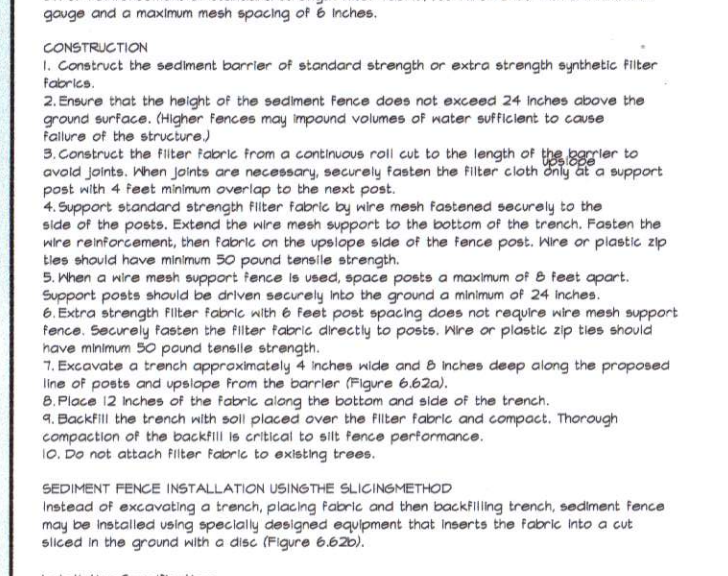 gauge and a maximum mesh spacing of 6 inches.
CONSTRUCTION
1. Construct the sediment barrier of standard strength or extra strength synthetic filter
fabrics.
2. Ensure that the height of the sediment fence does not exceed 24 inches above the
ground surface. (Higher fences may impound volumes of water sufficient to cause
failure of the structure.)
3. Construct the filter fabric from a continuous roll cut to the length of the barrier to
upslope
avoid joints. When joints are necessary, securely fasten the filter cloth only at a support
post with 4 feet minimum overlap to the next post.
4. Support standard strength filter fabric by wire mesh fastened securely to the
side of the posts. Extend the wire mesh support to the bottom of the trench. Fasten the
wire reinforcement, then fabric on the upslope side of the fence post. Wire or plastic zip
ties should have minimum 50 pound tensile strength.
5. When a wire mesh support fence is used, space posts a maximum of 8 feet apart.
Support posts should be driven securely into the ground a minimum of 24 inches.
6. Extra strength filter fabric with 6 feet post spacing does not require wire mesh support
fence. Securely fasten the filter fabric directly to posts. Wire or plastic zip ties should
have minimum 50 pound tensile strength.
7. Excavate a trench approximately 4 inches wide and 8 inches deep along the proposed
line of posts and upslope from the barrier (Figure 6.62a).
8. Place 12 inches of the fabric along the bottom and side of the trench.
9. Backfill the trench with soil placed over the filter fabric and compact. Thorough
compaction of the backfill is critical to silt fence performance.
10. Do not attach filter fabric to existing trees.
SEDIMENT FENCE INSTALLATION USINGTHE SLICINGMETHOD
Instead of excavating a trench, placing fabric and then backfilling trench, sediment fence
may be installed using specially designed equipment that inserts the fabric into a cut
sliced in the ground with a disc (Figure 6.62b).